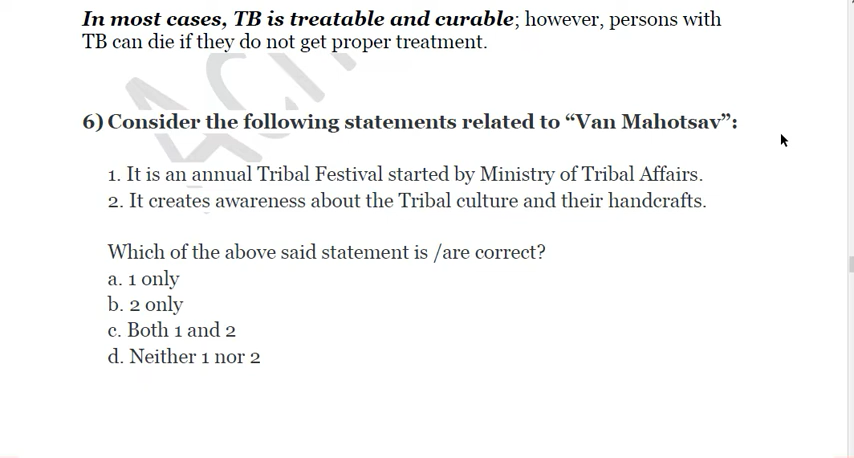 In most cases, TB is treatable and curable; however, persons with
TB can die if they do not get proper treatment.
6) Consider the following statements related to “Van Mahotsav”:
1. It is an annual Tribal Festival started by Ministry of Tribal Affairs.
2. It creates awareness about the Tribal culture and their handcrafts.
Which of the above said statement is /are correct?
a. 1 only
b. 2 only
c. Both 1 and 2
d. Neither 1 nor 2